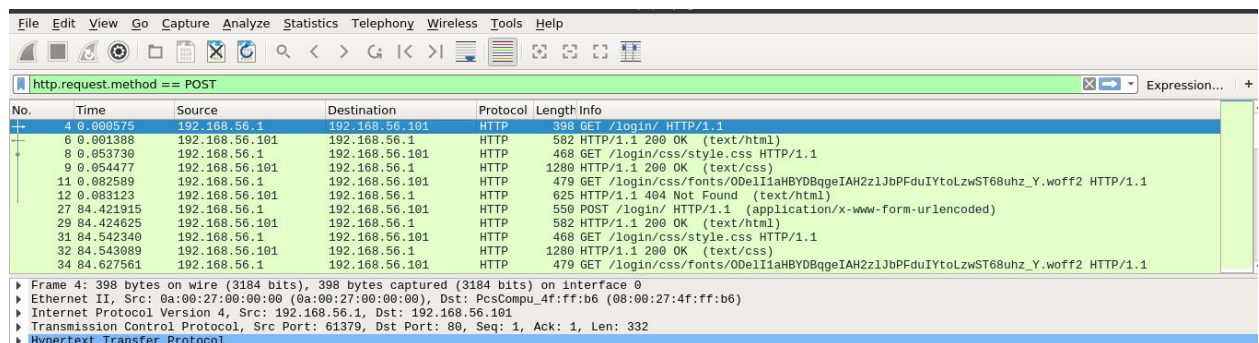 File Edit View Go Capture Analyze Statistics Telephony Wireless Tools Help
http.request.method == POST Expression... +
No. Time Source Destination Protocol Length Info
4 0.000575 192.168.56.1 192.168.56.101 HTTP 398 GET /login/ HTTP/1.1
6 0.001388 192.168.56.101 192.168.56.1 HTTP 582 HTTP/1.1 200 OK (text/html)
8 0.053730 192.168.56.1 192.168.56.101 HTTP 468 GET /login/css/style.css HTTP/1.1
9 0.054477 192.168.56.101 192.168.56.1 HTTP 1280 HTTP/1.1 200 OK (text/css)
11 0.082589 192.168.56.1 192.168.56.101 HTTP 479 GET /login/css/fonts/ODelI1aHBYDBqgeIAH2zlJbPFduIYtoLzwST68uhz_Y.woff2 HTTP/1.1
12 0.083123 192.168.56.101 192.168.56.1 HTTP 625 HTTP/1.1 404 Not Found (text/html)
27 84.421915 192.168.56.1 192.168.56.101 HTTP 550 POST /login/ HTTP/1.1 (application/x-www-form-urlencoded)
29 84.424625 192.168.56.101 192.168.56.1 HTTP 582 HTTP/1.1 200 OK (text/html)
31 84.542340 192.168.56.1 192.168.56.101 HTTP 468 GET /login/css/style.css HTTP/1.1
32 84.543089 192.168.56.101 192.168.56.1 HTTP 1280 HTTP/1.1 200 OK (text/css)
34 84.627561 192.168.56.1 192.168.56.101 HTTP 479 GET /login/css/fonts/ODelI1aHBYDBqgeIAH2zlJbPFduIYtoLzwST68uhz_Y.woff2 HTTP/1.1
Frame 4: 398 bytes on wire (3184 bits), 398 bytes captured (3184 bits) on interface 0
Ethernet II, Src: 0a:00:27:00:00:00 (0a:00:27:00:00:00), Dst: PcsCompu_4f:ff:b6 (08:00:27:4f:ff:b6)
Internet Protocol Version 4, Src: 192.168.56.1, Dst: 192.168.56.101
Transmission Control Protocol, Src Port: 61379, Dst Port: 80, Seq: 1, Ack: 1, Len: 332
Hypertext Transfer Protocol